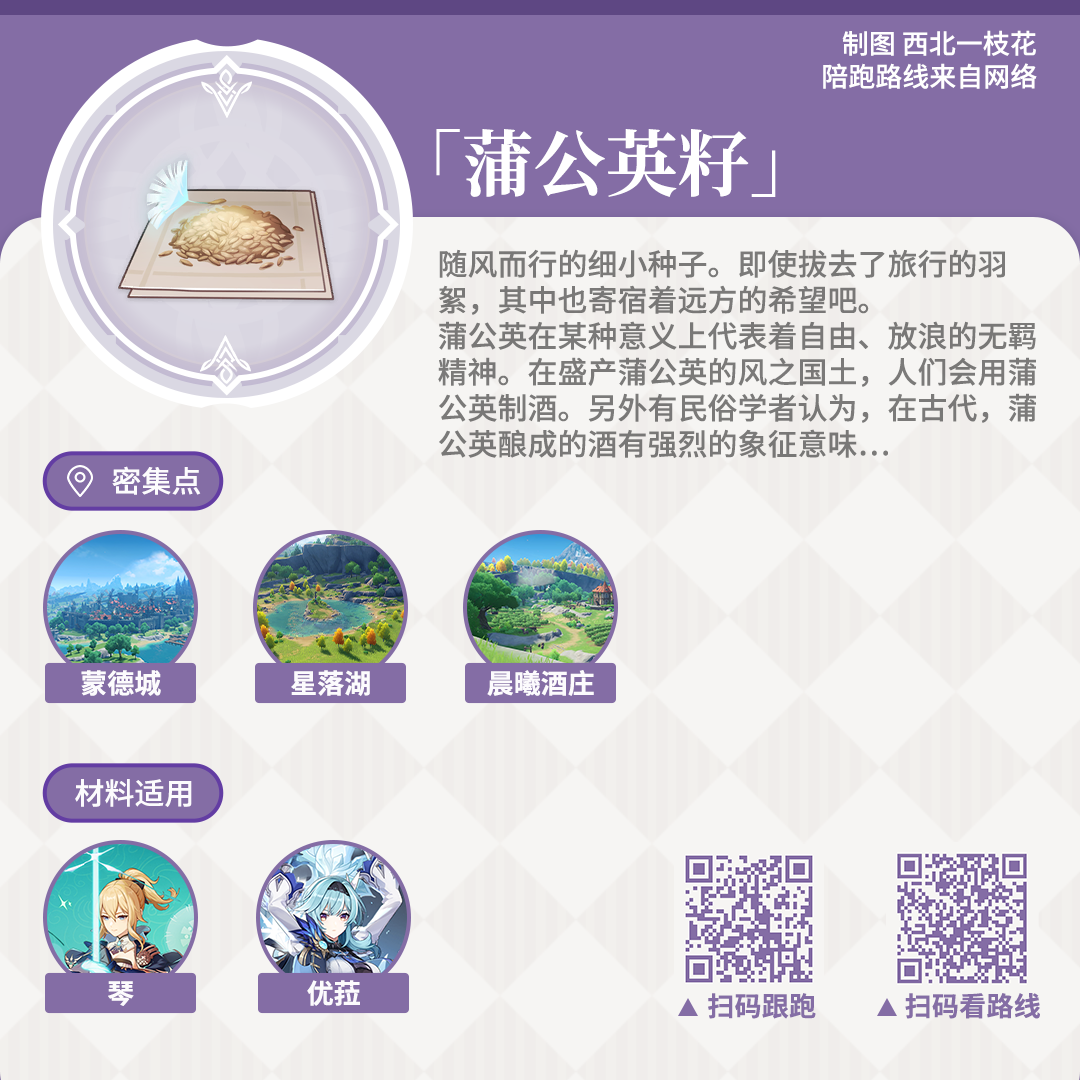 制图 西北一枝花
陪跑路线来自网络
「蒲公英籽」
随风而行的细小种子。即使拔去了旅行的羽
絮，其中也寄宿着远方的希望吧。
蒲公英在某种意义上代表着自由、放浪的无羁
精神。在盛产蒲公英的风之国土，人们会用蒲
公英制酒。另外有民俗学者认为，在古代，蒲
公英酿成的酒有强烈的象征意味...
密集点
蒙德城
星落湖
晨曦酒庄
材料适用
琴
优菈
▲ 扫码跟跑
▲ 扫码看路线